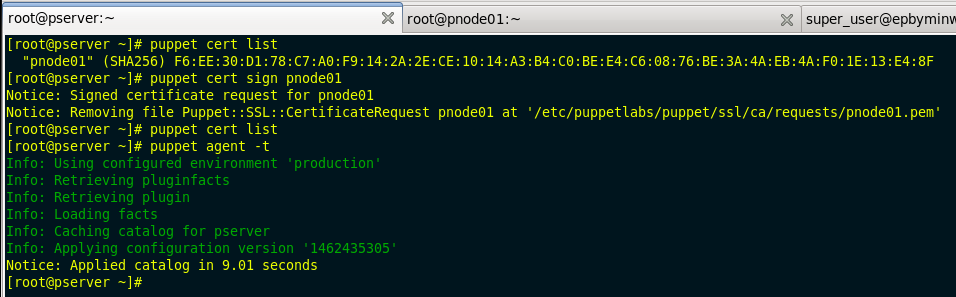 root@pserver:~
root@pnode01:~
super_user@epbyminw
[root@pserver ~]# puppet cert list
"pnode01" (SHA256) F6:EE:30:D1:78:C7:A0:F9:14:2A:2E:CE:10:14:A3:B4:C0:BE:E4:C6:08:76:BE:3A:4A:EB:4A:F0:1E:13:E4:8F
[root@pserver ~]# puppet cert sign pnode01
Notice: Signed certificate request for pnode01
Notice: Removing file Puppet::SSL::CertificateRequest pnode01 at '/etc/puppetlabs/puppet/ssl/ca/requests/pnode01.pem'
[root@pserver ~]# puppet cert list
[root@pserver ~]# puppet agent -t
Info: Using configured environment 'production'
Info: Retrieving pluginfacts
Info: Retrieving plugin
Info: Loading facts
Info: Caching catalog for pserver
Info: Applying configuration version '1462435305'
Notice: Applied catalog in 9.01 seconds
[root@pserver ~]#